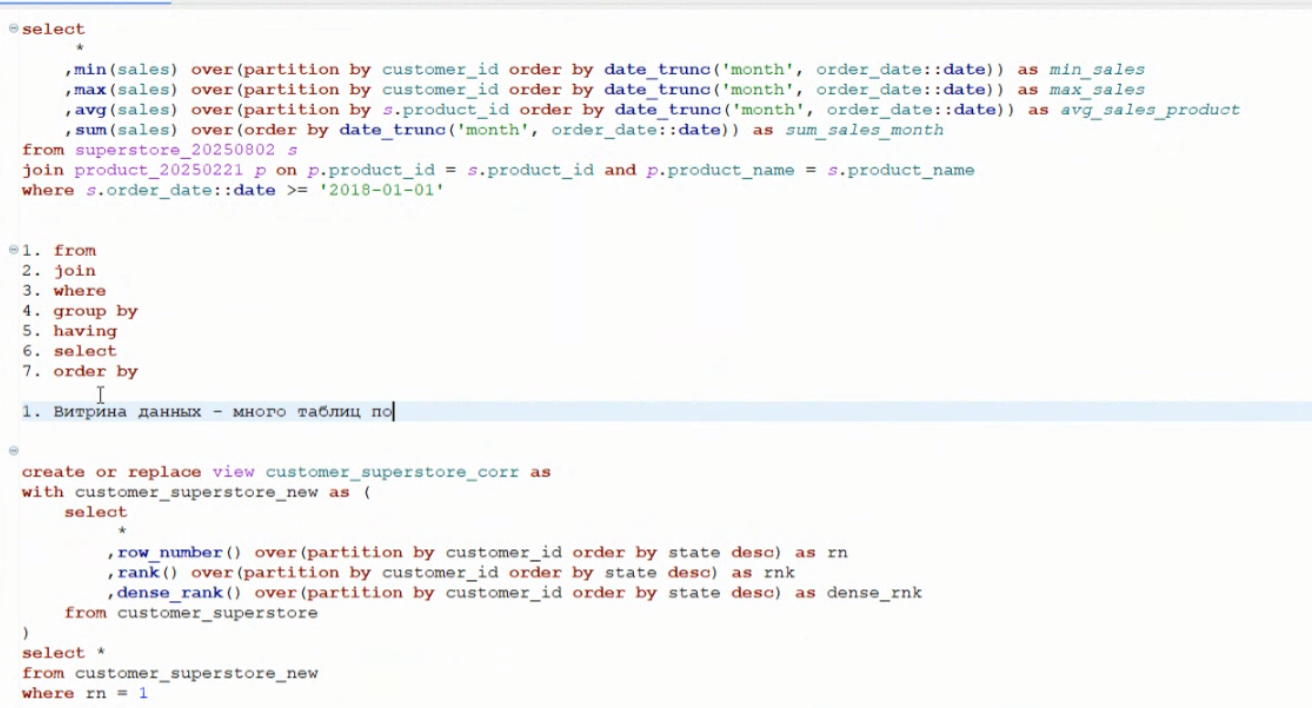 select
*
,min(sales) over(partition by customer_id order by date_trunc('month', order_date::date)) as min_sales
,max(sales) over(partition by customer_id order by date_trunc('month', order_date::date)) as max_sales
,avg(sales) over(partition by s.product_id order by date_trunc('month', order_date::date)) as avg_sales_product
,sum(sales) over(order by date_trunc('month', order_date::date)) as sum_sales_month
from superstore_20250802 s
join product_20250221 p on p.product_id = s.product_id and p.product_name = s.product_name
where s.order_date::date >= '2018-01-01'
1. from
2. join
3. where
4. group by
5. having
6. select
7. order by
1. Витрина данных - много таблиц по
create or replace view customer_superstore_corr as
with customer_superstore_new as (
select
*
,row_number() over(partition by customer_id order by state desc) as rn
,rank() over(partition by customer_id order by state desc) as rnk
,dense_rank() over(partition by customer_id order by state desc) as dense_rnk
from customer_superstore
)
select *
from customer_superstore_new
where rn = 1